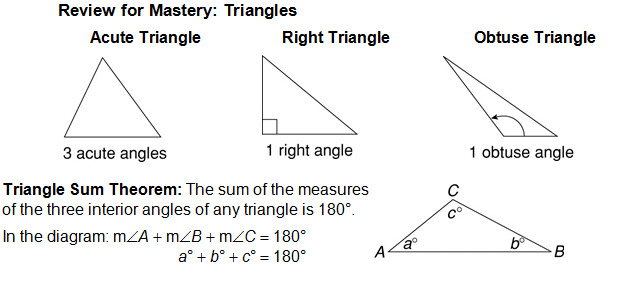 Review for Mastery: Triangles
Acute Triangle Right Triangle Obtuse Triangle
3 acute angles 1 right angle 1 obtuse angle
Triangle Sum Theorem: The sum of the measures
of the three interior angles of any triangle is 180°.
In the diagram: m∠A + m∠B + m∠C = 180°
a° + b° + c° = 180°
C
c°
A a° b° B